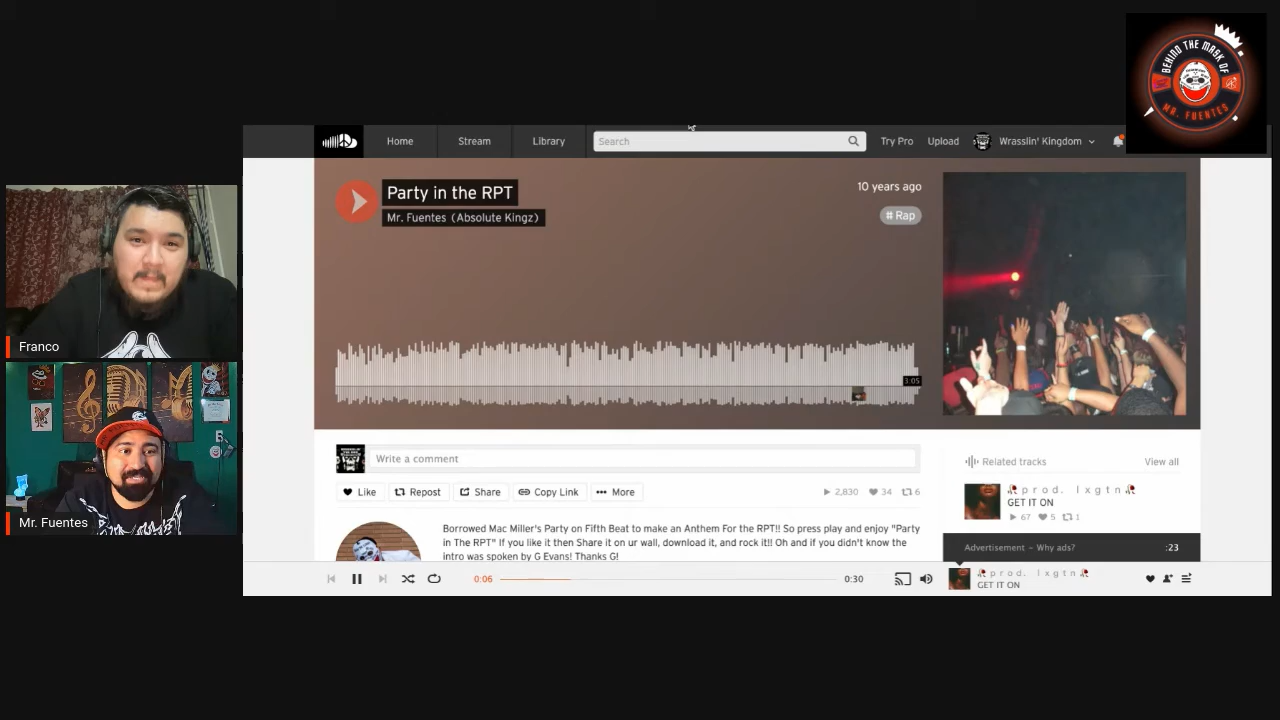 BEHIND THE MASK OF
MR. FUENTES
Home
Stream
Library
Search
Try Pro
Upload
Wrasslin' Kingdom
Party in the RPT
Mr. Fuentes (Absolute Kingz)
10 years ago
# Rap
3:05
Franco
Mr. Fuentes
Write a comment
Like
Repost
Share
Copy Link
More
2,830
34
6
Borrowed Mac Miller's Party on Fifth Beat to make an Anthem For the RPT!! So press play and enjoy "Party
in The RPT" If you like it then Share it on ur wall, download it, and rock it!! Oh and if you didn't know the
intro was spoken by G Evans! Thanks G!
Related tracks
View all
🥀prod. lxgtn🥀
GET IT ON
67
5
1
Advertisement – Why ads?
:23
0:06
0:30
🥀prod. lxgtn🥀
GET IT ON